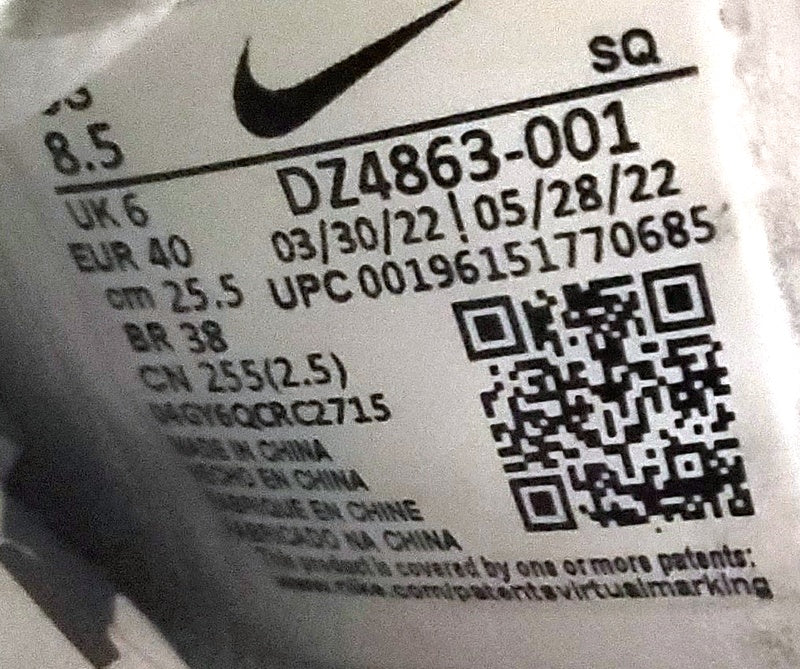 SQ
8.5
DZ4863-001
UK 6
03/30/22 | 05/28/22
EUR 40
UPC 00196151770685
cm 25.5
BR 38
CN 255(2.5)
MADE IN CHINA
HECHO EN CHINA
FABRIQUE EN CHINE
FABRICADO NA CHINA
This product is covered by one or more patents:
www.nike.com/patentsvirtualmarking